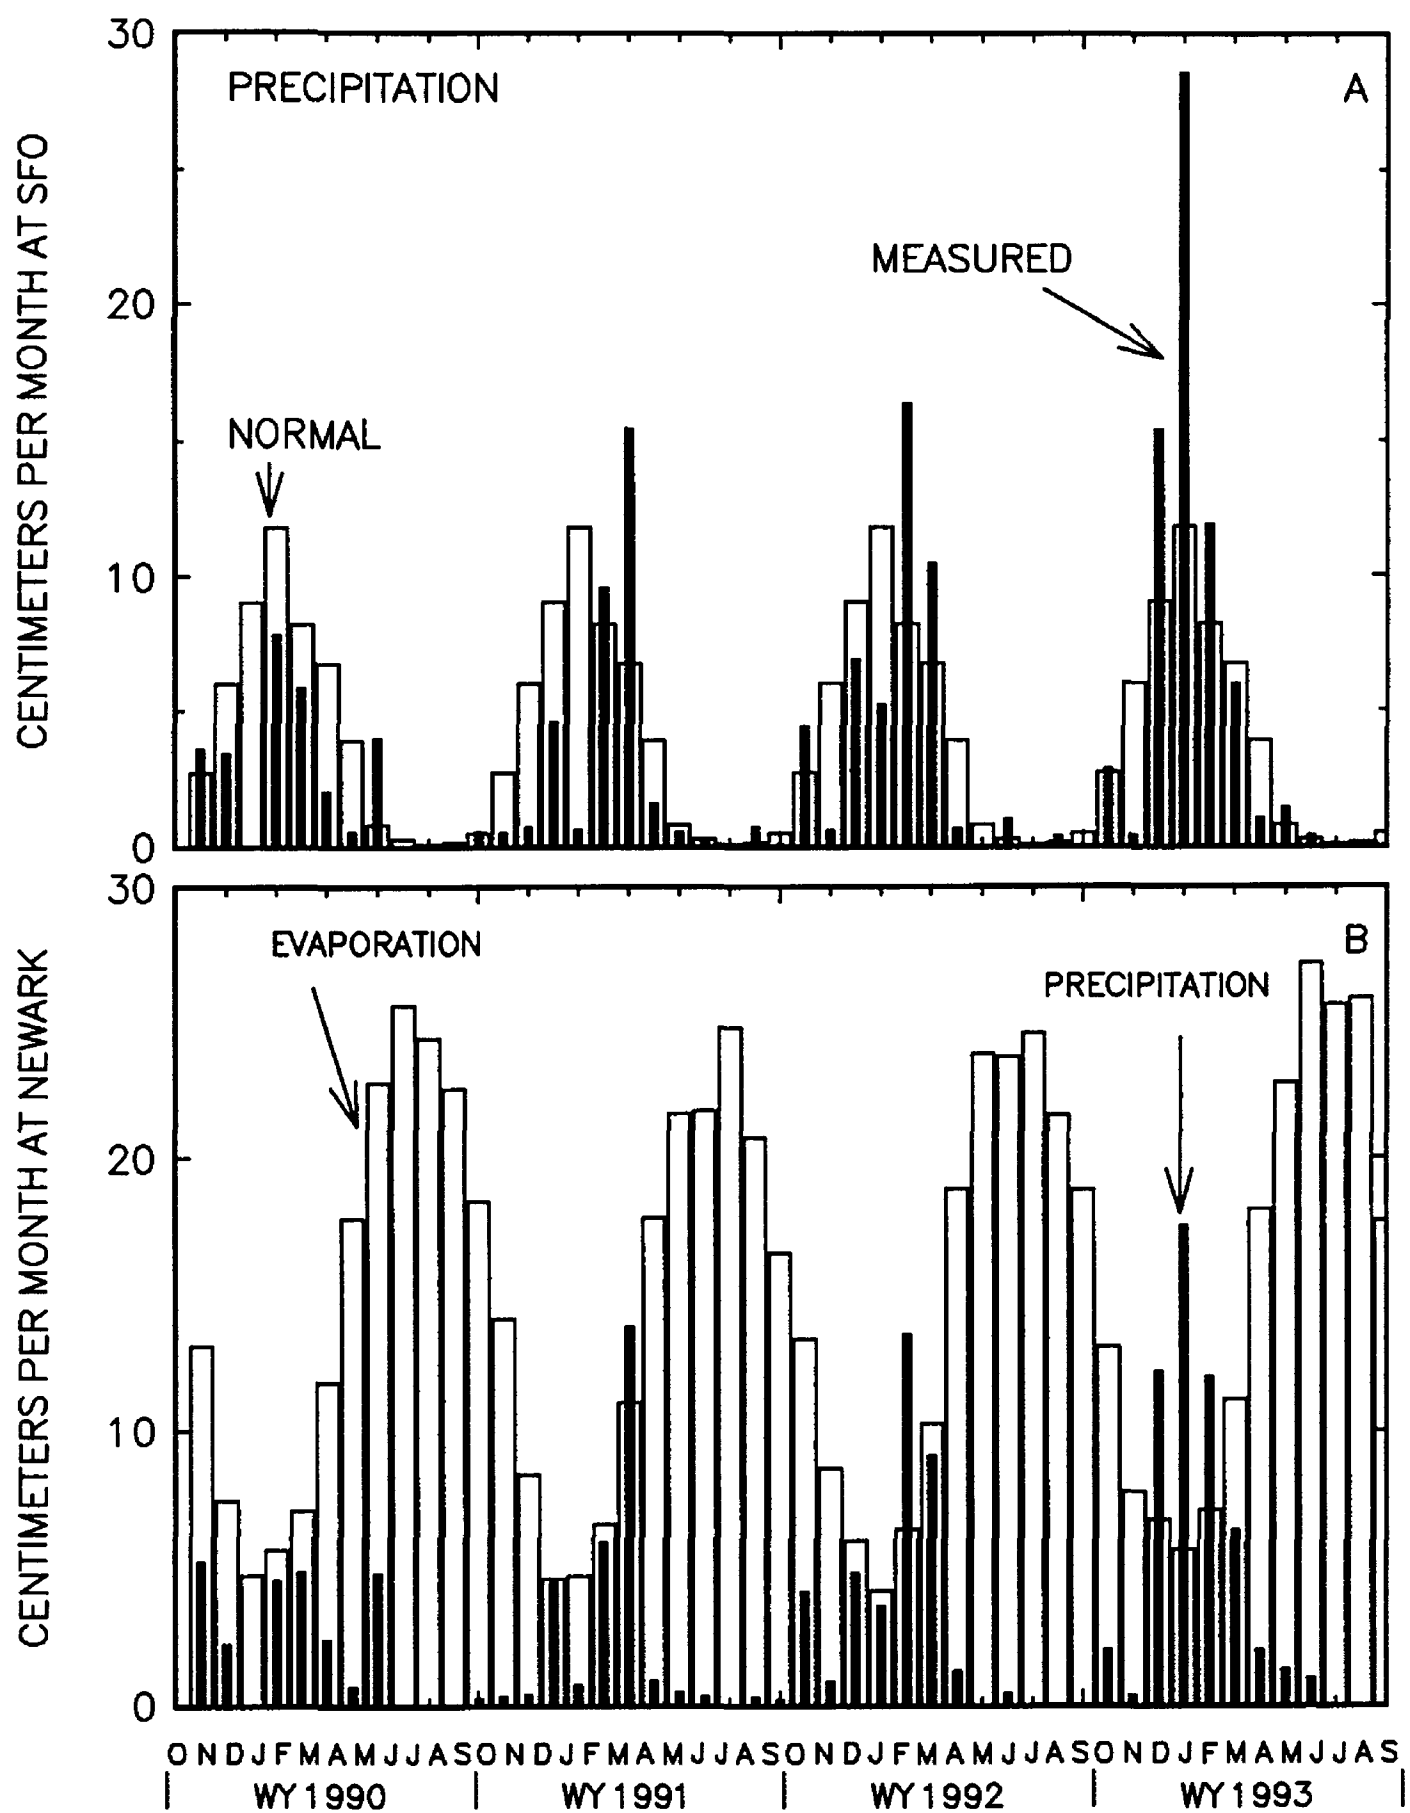 CENTIMETERS PER MONTH AT SFO
30
20
10
0
PRECIPITATION
A
MEASURED
NORMAL
CENTIMETERS PER MONTH AT NEWARK
30
20
10
0
EVAPORATION
B
PRECIPITATION
O N D J F M A M J J A S O N D J F M A M J J A S O N D J F M A M J J A S O N D J F M A M J J A S
WY 1990 WY 1991 WY 1992 WY 1993